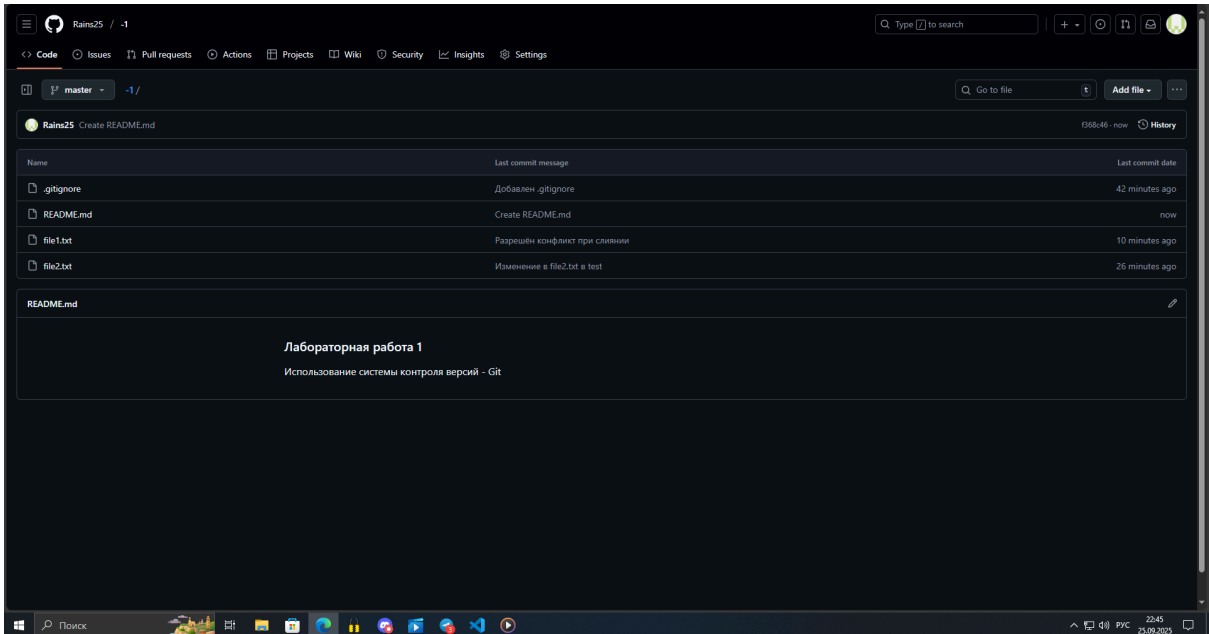 Rains25 / -1
Type / to search
Code Issues Pull requests Actions Projects Wiki Security Insights Settings
master -1 / Go to file t Add file
Rains25 Create README.md f368c46 · now History
Name Last commit message Last commit date
.gitignore Добавлен .gitignore 42 minutes ago
README.md Create README.md now
file1.txt Разрешён конфликт при слиянии 10 minutes ago
file2.txt Изменение в file2.txt в test 26 minutes ago
README.md
Лабораторная работа 1
Использование системы контроля версий - Git
Поиск РУС 22:45
25.09.2025